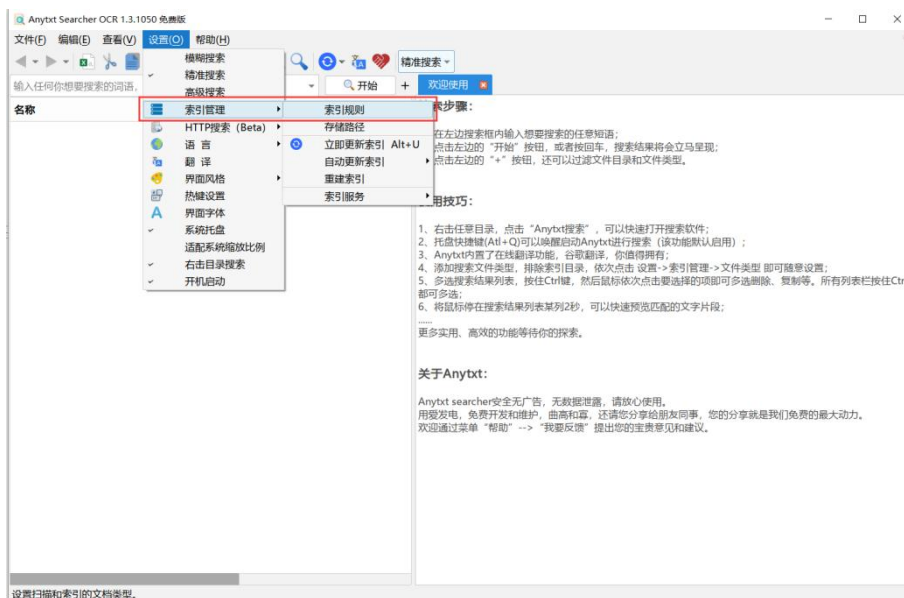 Anytxt Searcher OCR 1.3.1050 免费版
文件(F) 编辑(E) 查看(V) 设置(O) 帮助(H)
精准搜索
输入任何你想要搜索的词语,
开始
+
欢迎使用
名称
模糊搜索
精准搜索
高级搜索
索引管理
HTTP搜索 (Beta)
语 言
翻 译
界面风格
热键设置
界面字体
系统托盘
适配系统缩放比例
右击目录搜索
开机启动
索引规则
存储路径
立即更新索引 Alt+U
自动更新索引
重建索引
索引服务
步骤:
在左边搜索框内输入想要搜索的任意短语;
点击左边的 "开始" 按钮, 或者按回车, 搜索结果将会立马呈现;
点击左边的 "+" 按钮, 还可以过滤文件目录和文件类型。
用技巧:
1、右击任意目录, 点击 "Anytxt搜索" , 可以快速打开搜索软件;
2、托盘快捷键(Atl+Q)可以唤醒启动Anytxt进行搜索 (该功能默认启用) ;
3、Anytxt内置了在线翻译功能, 谷歌翻译, 你值得拥有;
4、添加搜索文件类型, 排除索引目录, 依次点击 设置->索引管理->文件类型 即可随意设置;
5、多选搜索结果列表, 按住Ctrl键, 然后鼠标依次点击要选择的项即可多选删除、复制等。所有列表栏按住Ctr
都可多选;
6、将鼠标停在搜索结果列表某列2秒, 可以快速预览匹配的文字片段;
......
更多实用、高效的功能等待你的探索。
关于Anytxt:
Anytxt searcher安全无广告, 无数据泄露, 请放心使用。
用爱发电, 免费开发和维护, 曲高和寡, 还请您分享给朋友同事, 您的分享就是我们免费的最大动力。
欢迎通过菜单 "帮助" --> "我要反馈" 提出您的宝贵意见和建议。
设置扫描和索引的文档类型。